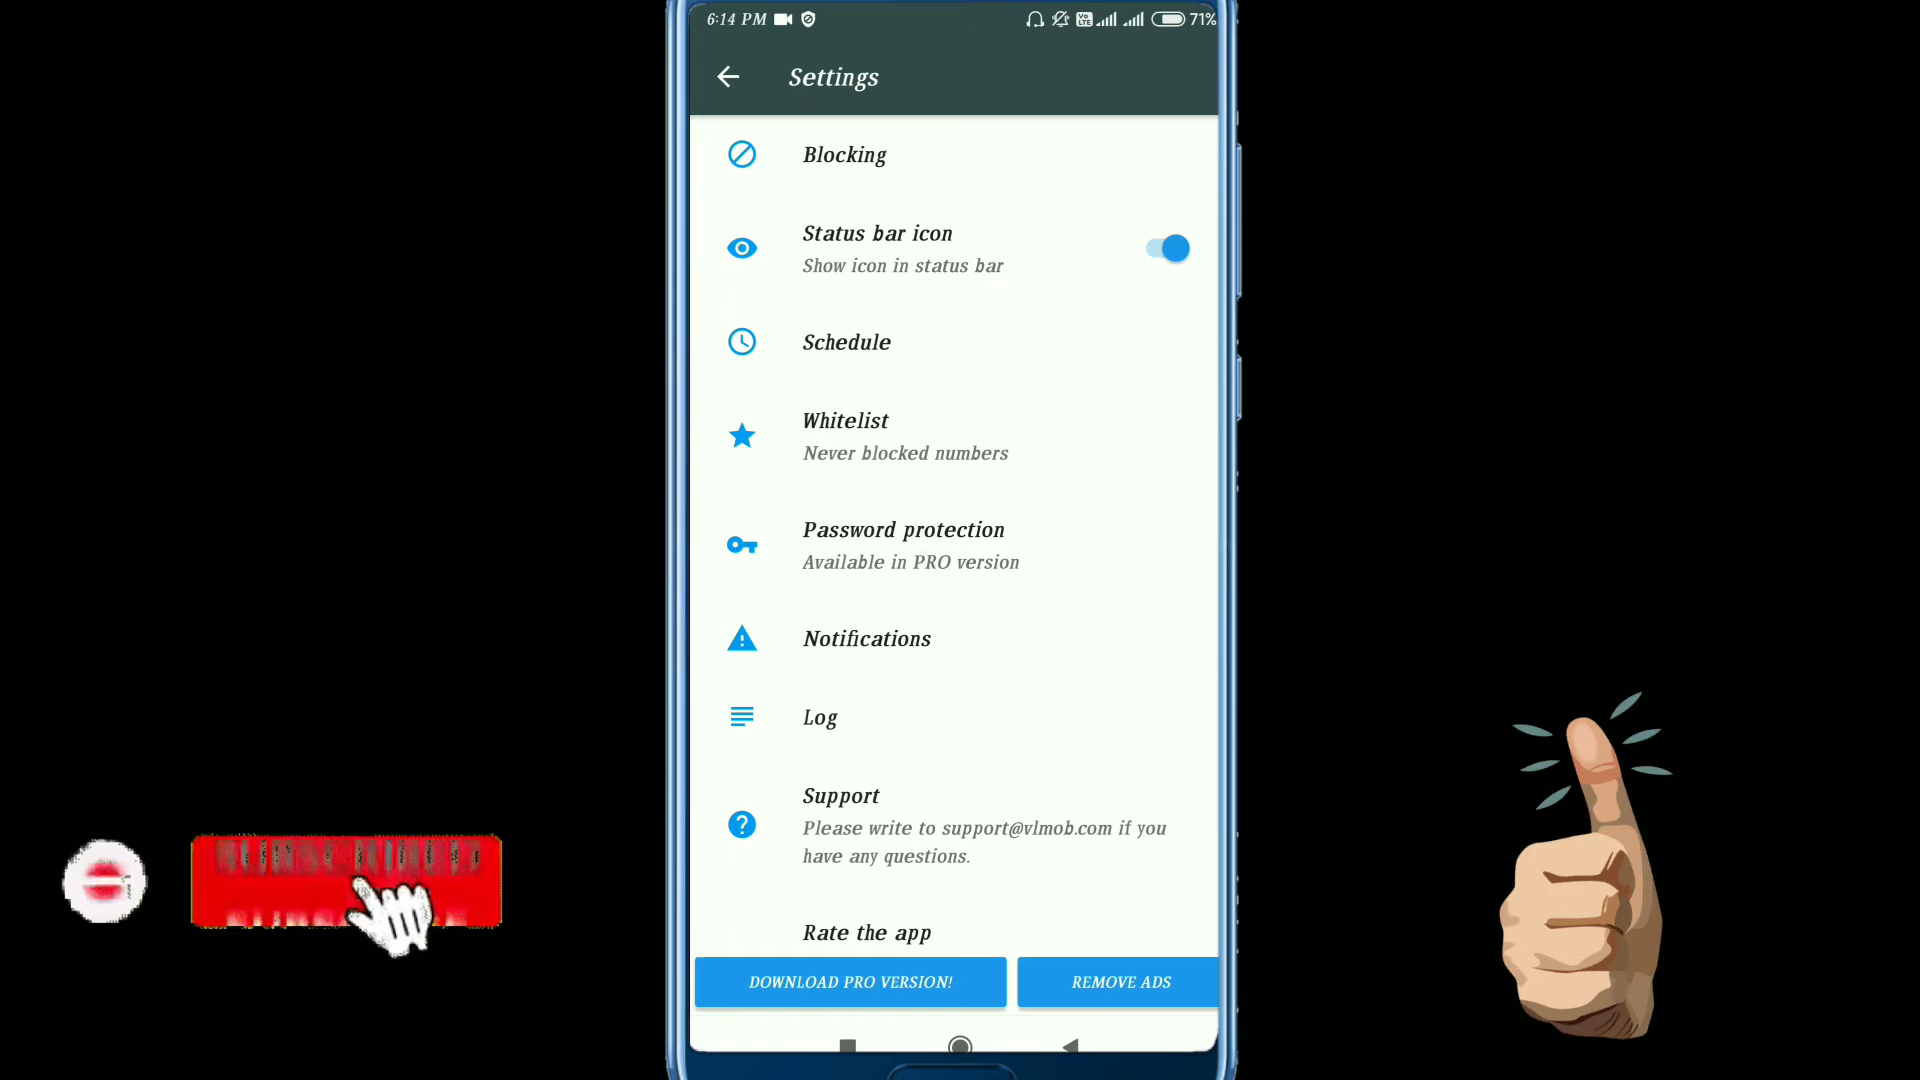 6:14 PM
Vo LTE
71%
Settings
Blocking
Status bar icon
Show icon in status bar
Schedule
Whitelist
Never blocked numbers
Password protection
Available in PRO version
Notifications
Log
Support
Please write to support@vlmob.com if you
have any questions.
Rate the app
DOWNLOAD PRO VERSION!
REMOVE ADS